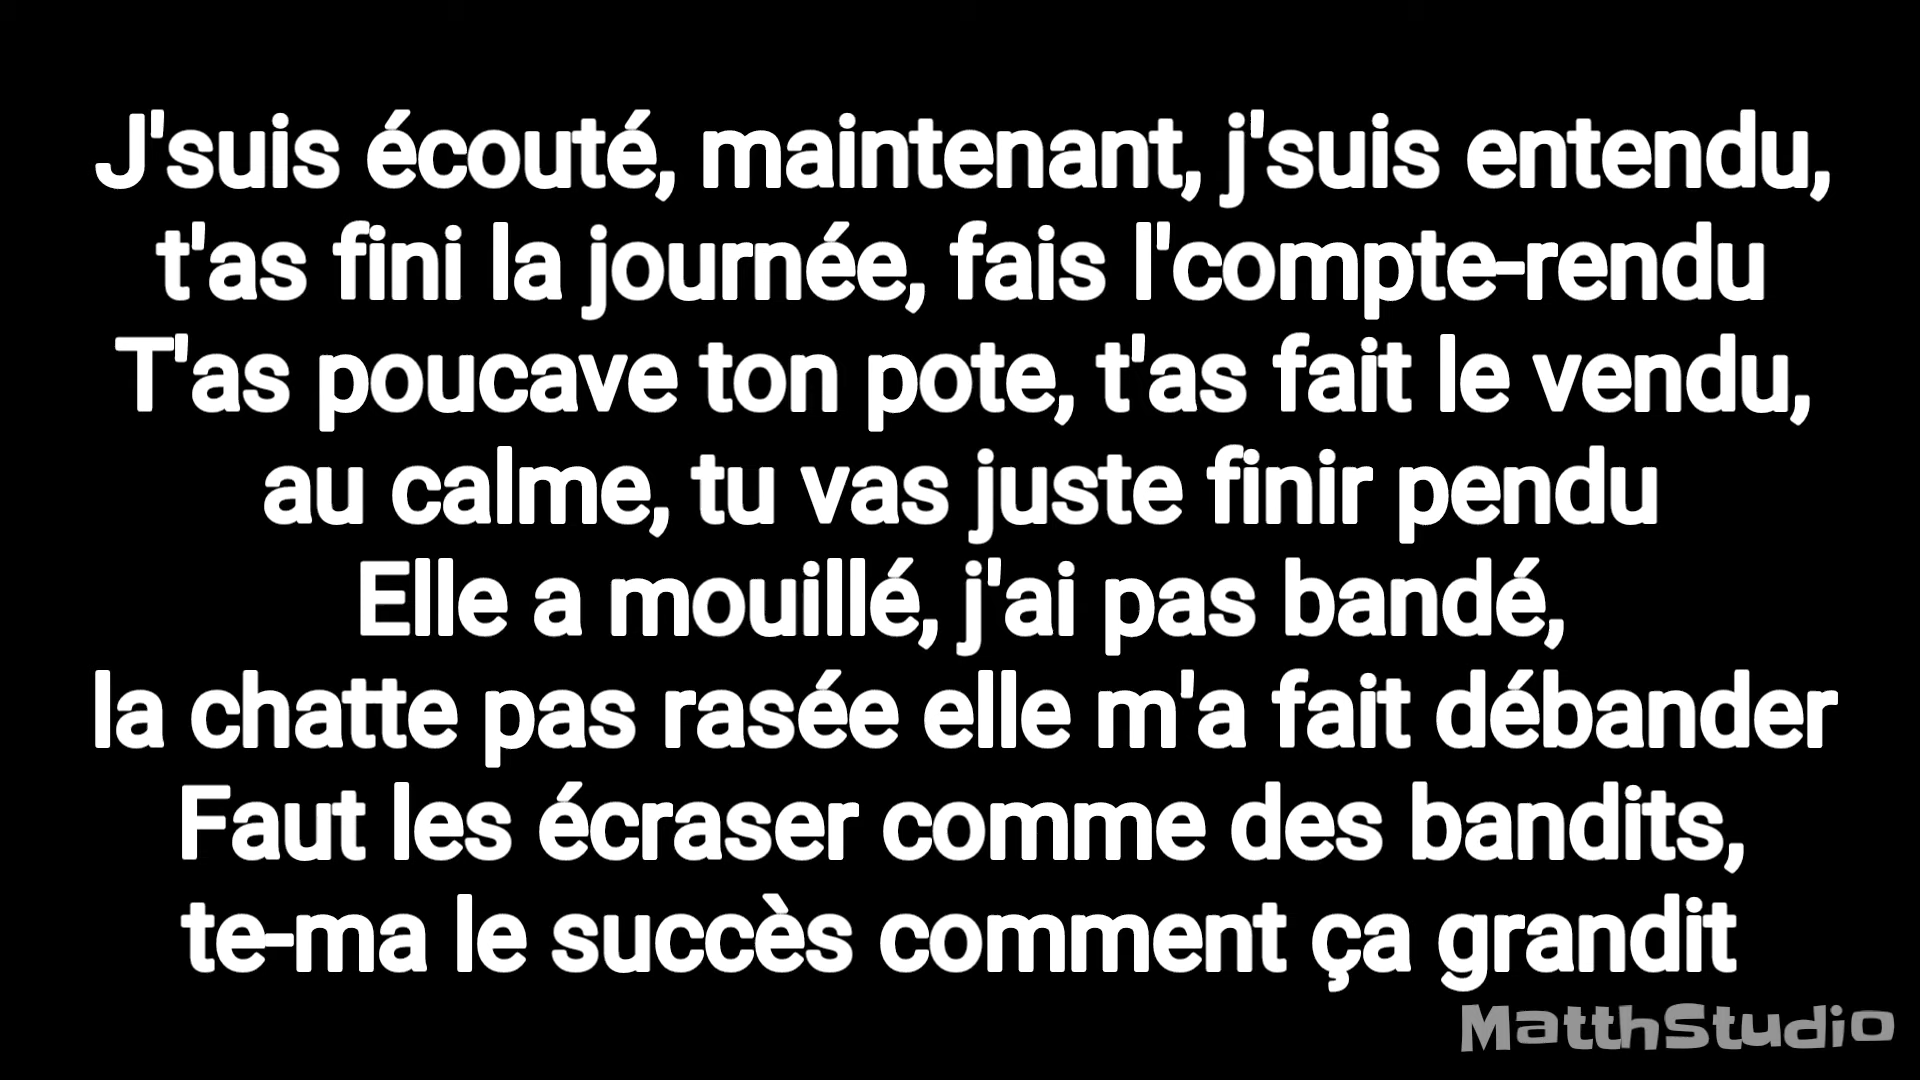 J'suis écouté, maintenant, j'suis entendu,
t'as fini la journée, fais l'compte-rendu
T'as poucave ton pote, t'as fait le vendu,
au calme, tu vas juste finir pendu
Elle a mouillé, j'ai pas bandé,
la chatte pas rasée elle m'a fait débander
Faut les écraser comme des bandits,
te-ma le succès comment ça grandit
MatthStudio